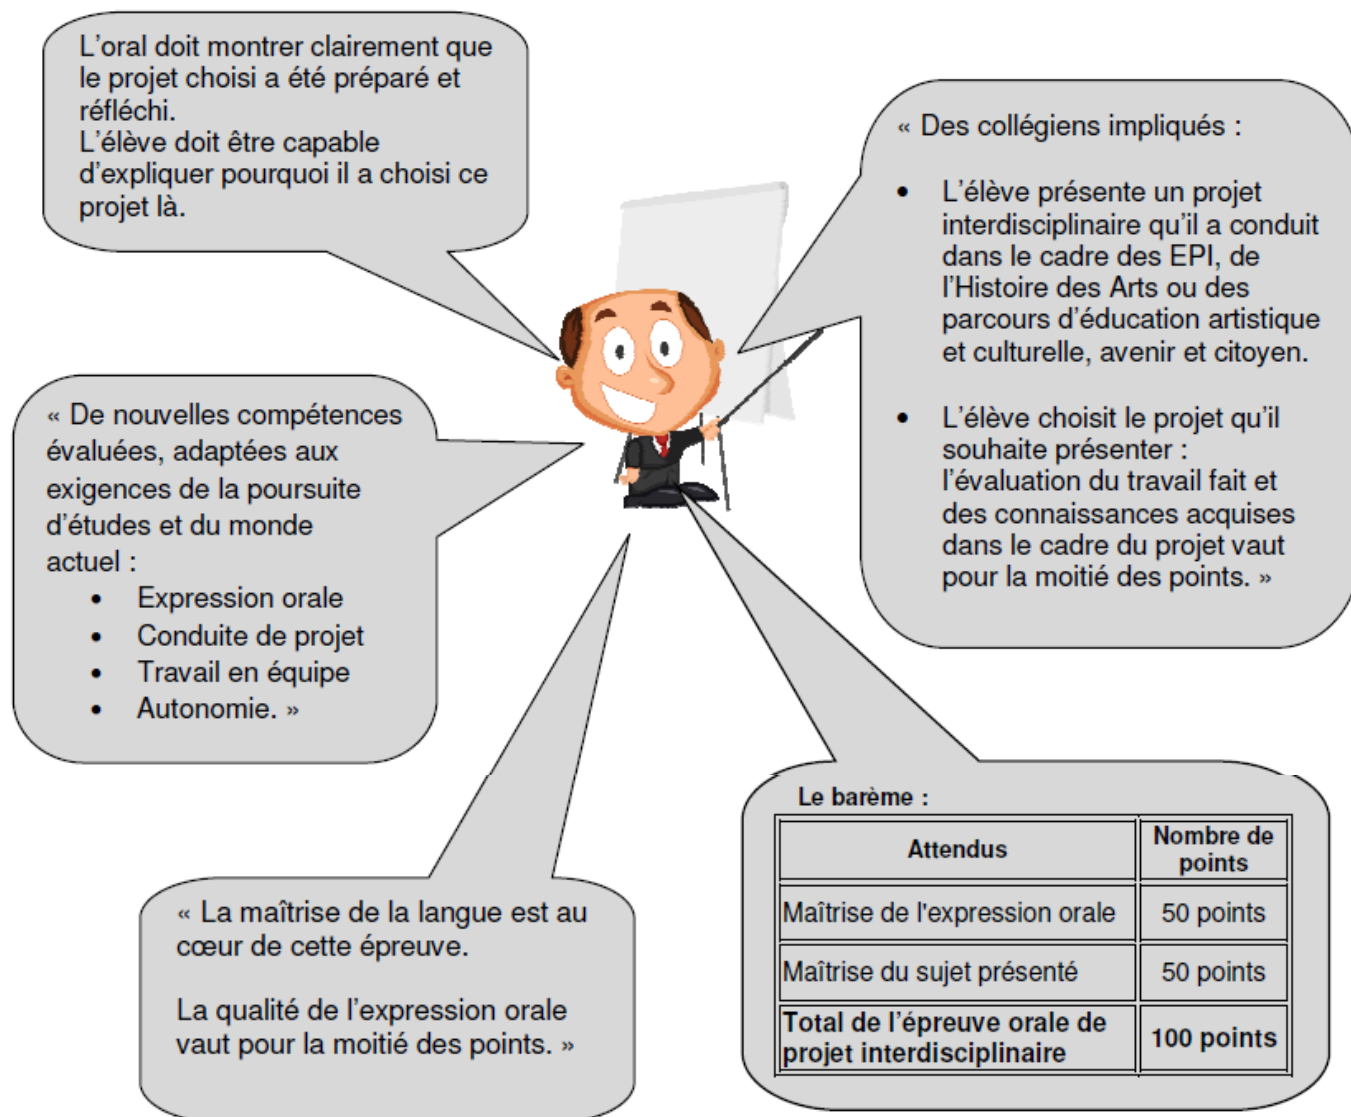 L'oral doit montrer clairement que
le projet choisi a été préparé et
réfléchi.
L'élève doit être capable
d'expliquer pourquoi il a choisi ce
projet là.
« Des collégiens impliqués :
• L'élève présente un projet
interdisciplinaire qu'il a conduit
dans le cadre des EPI, de
l'Histoire des Arts ou des
parcours d'éducation artistique
et culturelle, avenir et citoyen.
• L'élève choisit le projet qu'il
souhaite présenter :
l'évaluation du travail fait et
des connaissances acquises
dans le cadre du projet vaut
pour la moitié des points. »
« De nouvelles compétences
évaluées, adaptées aux
exigences de la poursuite
d'études et du monde
actuel :
• Expression orale
• Conduite de projet
• Travail en équipe
• Autonomie. »
« La maîtrise de la langue est au
cœur de cette épreuve.
La qualité de l'expression orale
vaut pour la moitié des points. »
Le barème :
Attendus Nombre de
points
Maîtrise de l'expression orale 50 points
Maîtrise du sujet présenté 50 points
Total de l'épreuve orale de
projet interdisciplinaire 100 points